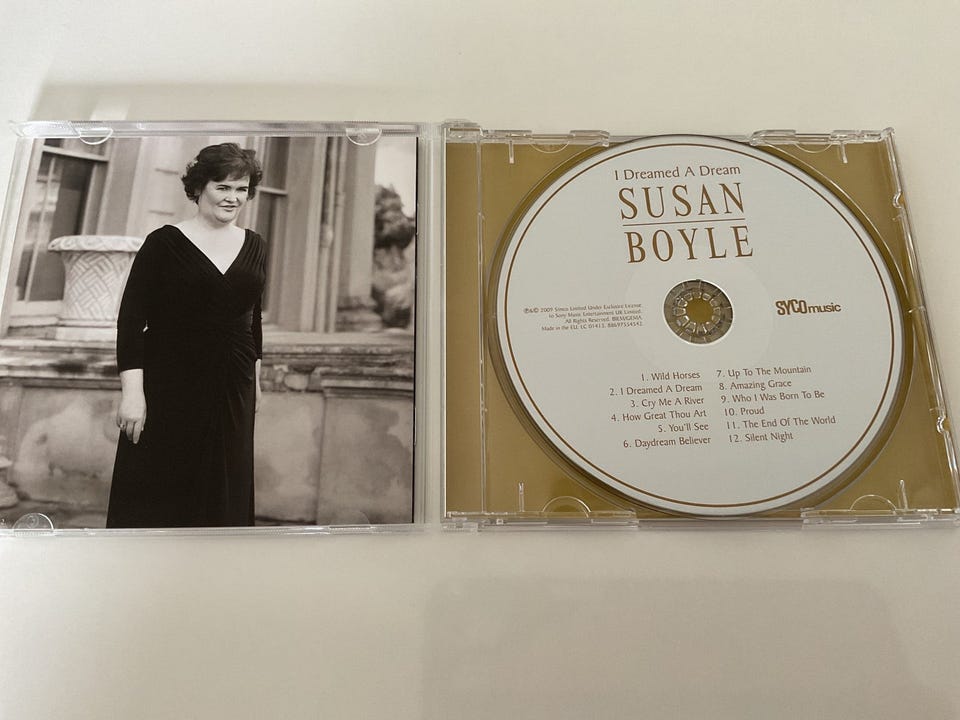 I Dreamed A Dream
SUSAN
BOYLE
℗&© 2009 Simco Limited Under Exclusive License
to Sony Music Entertainment UK Limited.
All Rights Reserved. BIEM/GEMA
Made in the EU. LC 01413. 88697554542.
SYCOmusic
1. Wild Horses
2. I Dreamed A Dream
3. Cry Me A River
4. How Great Thou Art
5. You'll See
6. Daydream Believer
7. Up To The Mountain
8. Amazing Grace
9. Who I Was Born To Be
10. Proud
11. The End Of The World
12. Silent Night